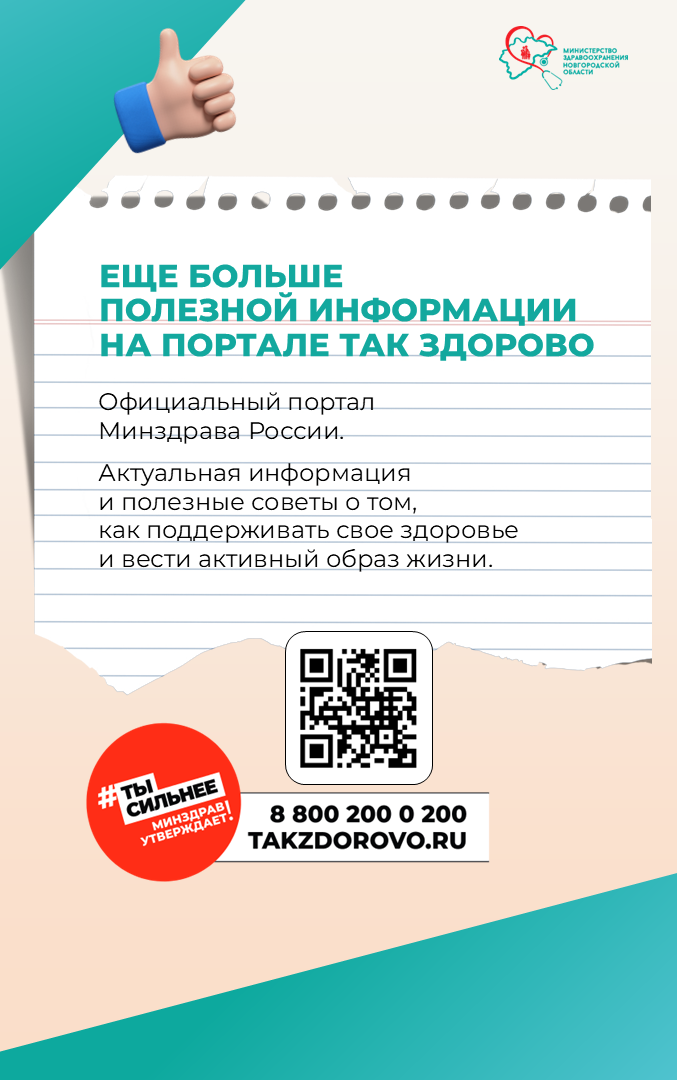 МИНИСТЕРСТВО
ЗДРАВООХРАНЕНИЯ
НОВГОРОДСКОЙ
ОБЛАСТИ
ЕЩЕ БОЛЬШЕ
ПОЛЕЗНОЙ ИНФОРМАЦИИ
НА ПОРТАЛЕ ТАК ЗДОРОВО
Официальный портал
Минздрава России.
Актуальная информация
и полезные советы о том,
как поддерживать свое здоровье
и вести активный образ жизни.
#ТЫ
СИЛЬНЕЕ
МИНЗДРАВ
УТВЕРЖДАЕТ!
8 800 200 0 200
TAKZDOROVO.RU